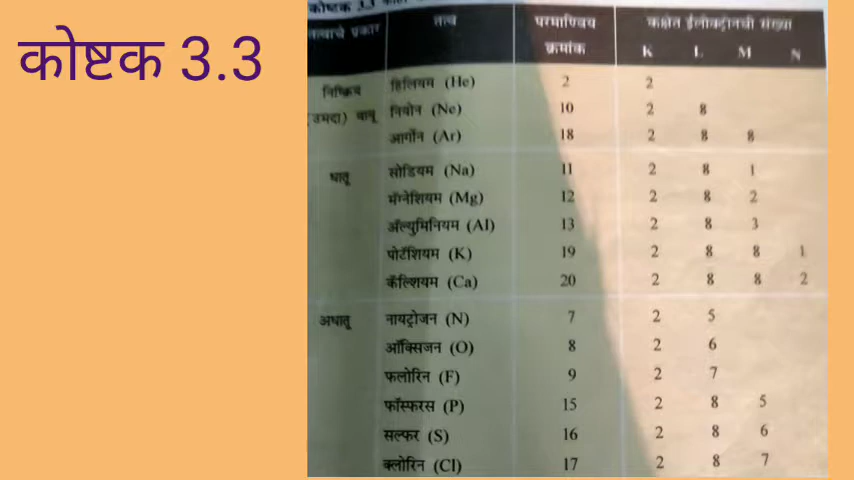 कोष्टक 3.3
कोष्टक 3.3
तत्वाचे प्रकार तत्व परमाण्विय क्रमांक कक्षेत ईलेक्ट्रॉनची संख्या
K L M N
निष्क्रिय हिलियम (He) 2 2
(उमदा) वायू नियोन (Ne) 10 2 8
आर्गोन (Ar) 18 2 8 8
धातू सोडियम (Na) 11 2 8 1
मॅग्नेशियम (Mg) 12 2 8 2
ॲल्युमिनियम (Al) 13 2 8 3
पोटॅशियम (K) 19 2 8 8 1
कॅल्शियम (Ca) 20 2 8 8 2
अधातू नायट्रोजन (N) 7 2 5
ऑक्सिजन (O) 8 2 6
फ्लोरिन (F) 9 2 7
फॉस्फरस (P) 15 2 8 5
सल्फर (S) 16 2 8 6
क्लोरिन (Cl) 17 2 8 7